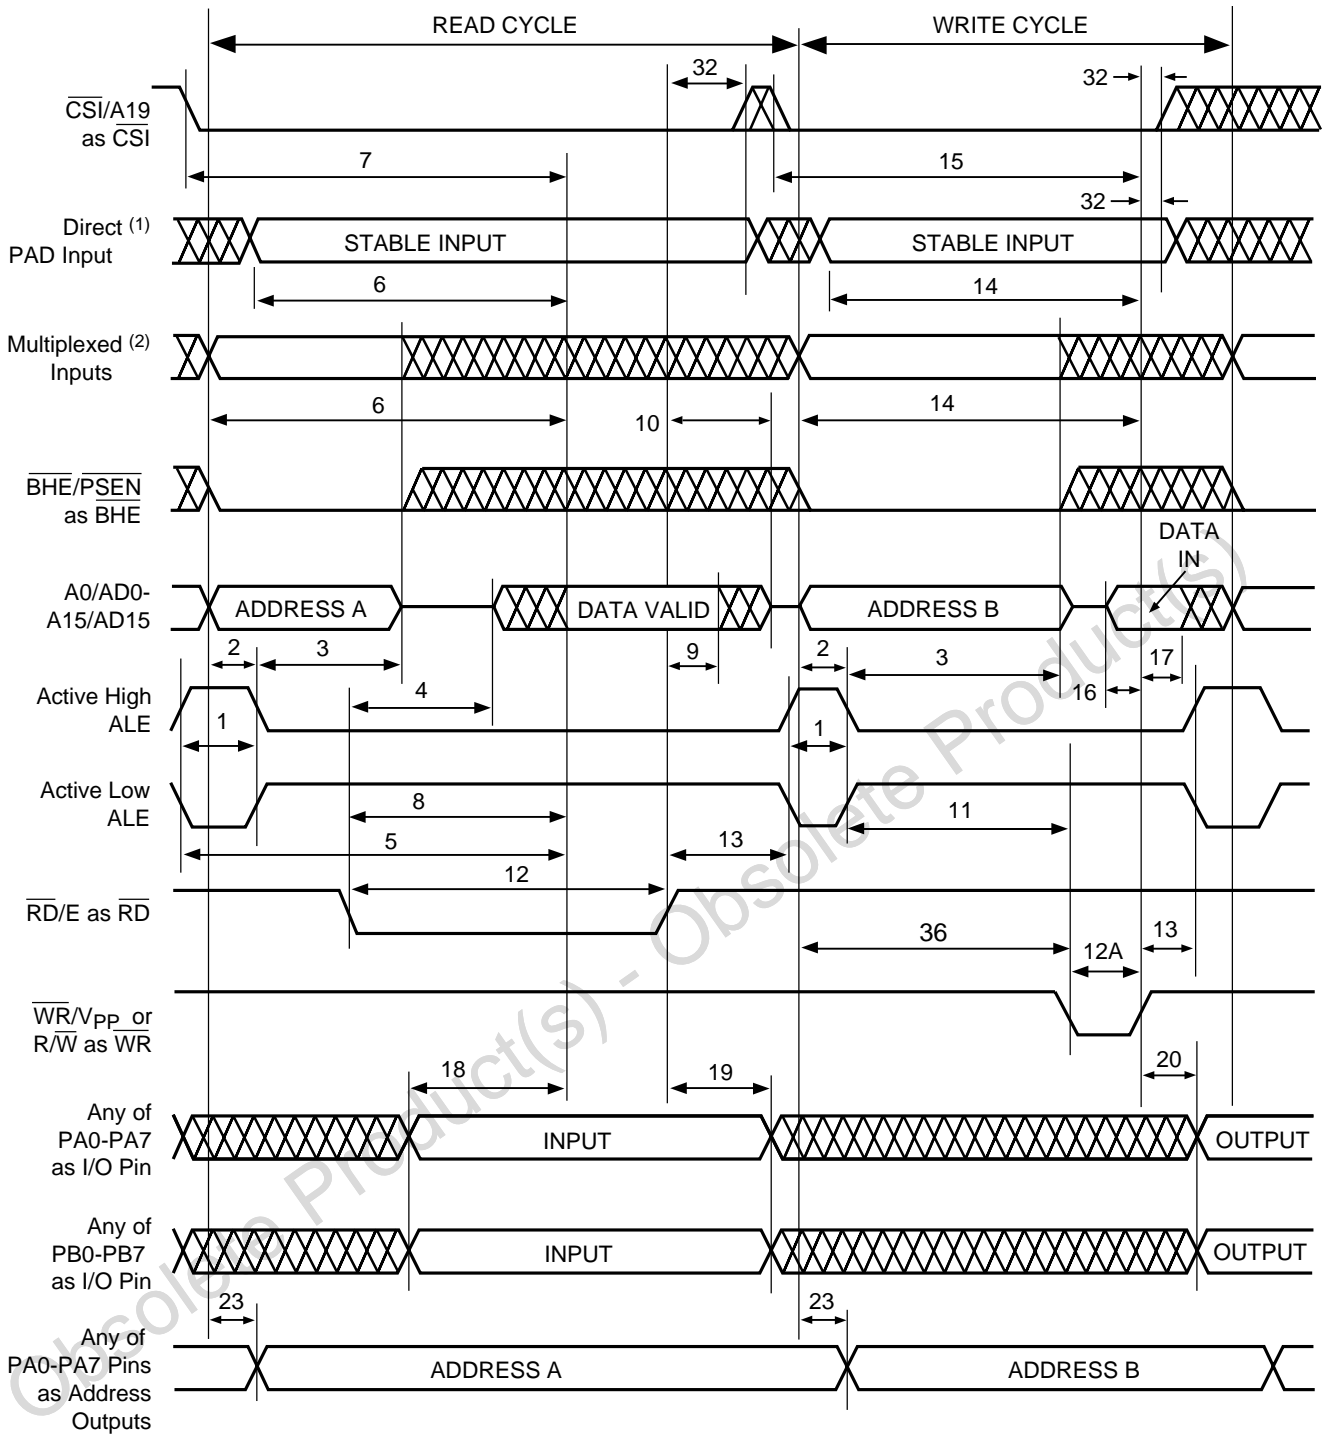 READ CYCLE
WRITE CYCLE
32
32
CSI/A19
as CSI
7
15
32
Direct (1)
PAD Input
STABLE INPUT
STABLE INPUT
6
14
Multiplexed (2)
Inputs
6
10
14
BHE/PSEN
as BHE
DATA
IN
A0/AD0-
A15/AD15
ADDRESS A
DATA VALID
ADDRESS B
2
3
9
2
3
17
4
16
Active High
ALE
1
1
Active Low
ALE
8
11
5
13
12
RD/E as RD
36
12A
13
WR/VPP or
R/W as WR
18
19
20
Any of
PA0-PA7
as I/O Pin
INPUT
OUTPUT
Any of
PB0-PB7
as I/O Pin
INPUT
OUTPUT
23
23
Any of
PA0-PA7 Pins
as Address
Outputs
ADDRESS A
ADDRESS B
Obsolete Product(s) - Obsolete Product(s)